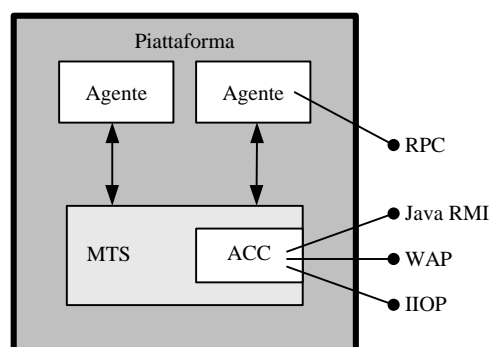 Piattaforma
Agente
Agente
RPC
Java RMI
MTS
ACC
WAP
IIOP